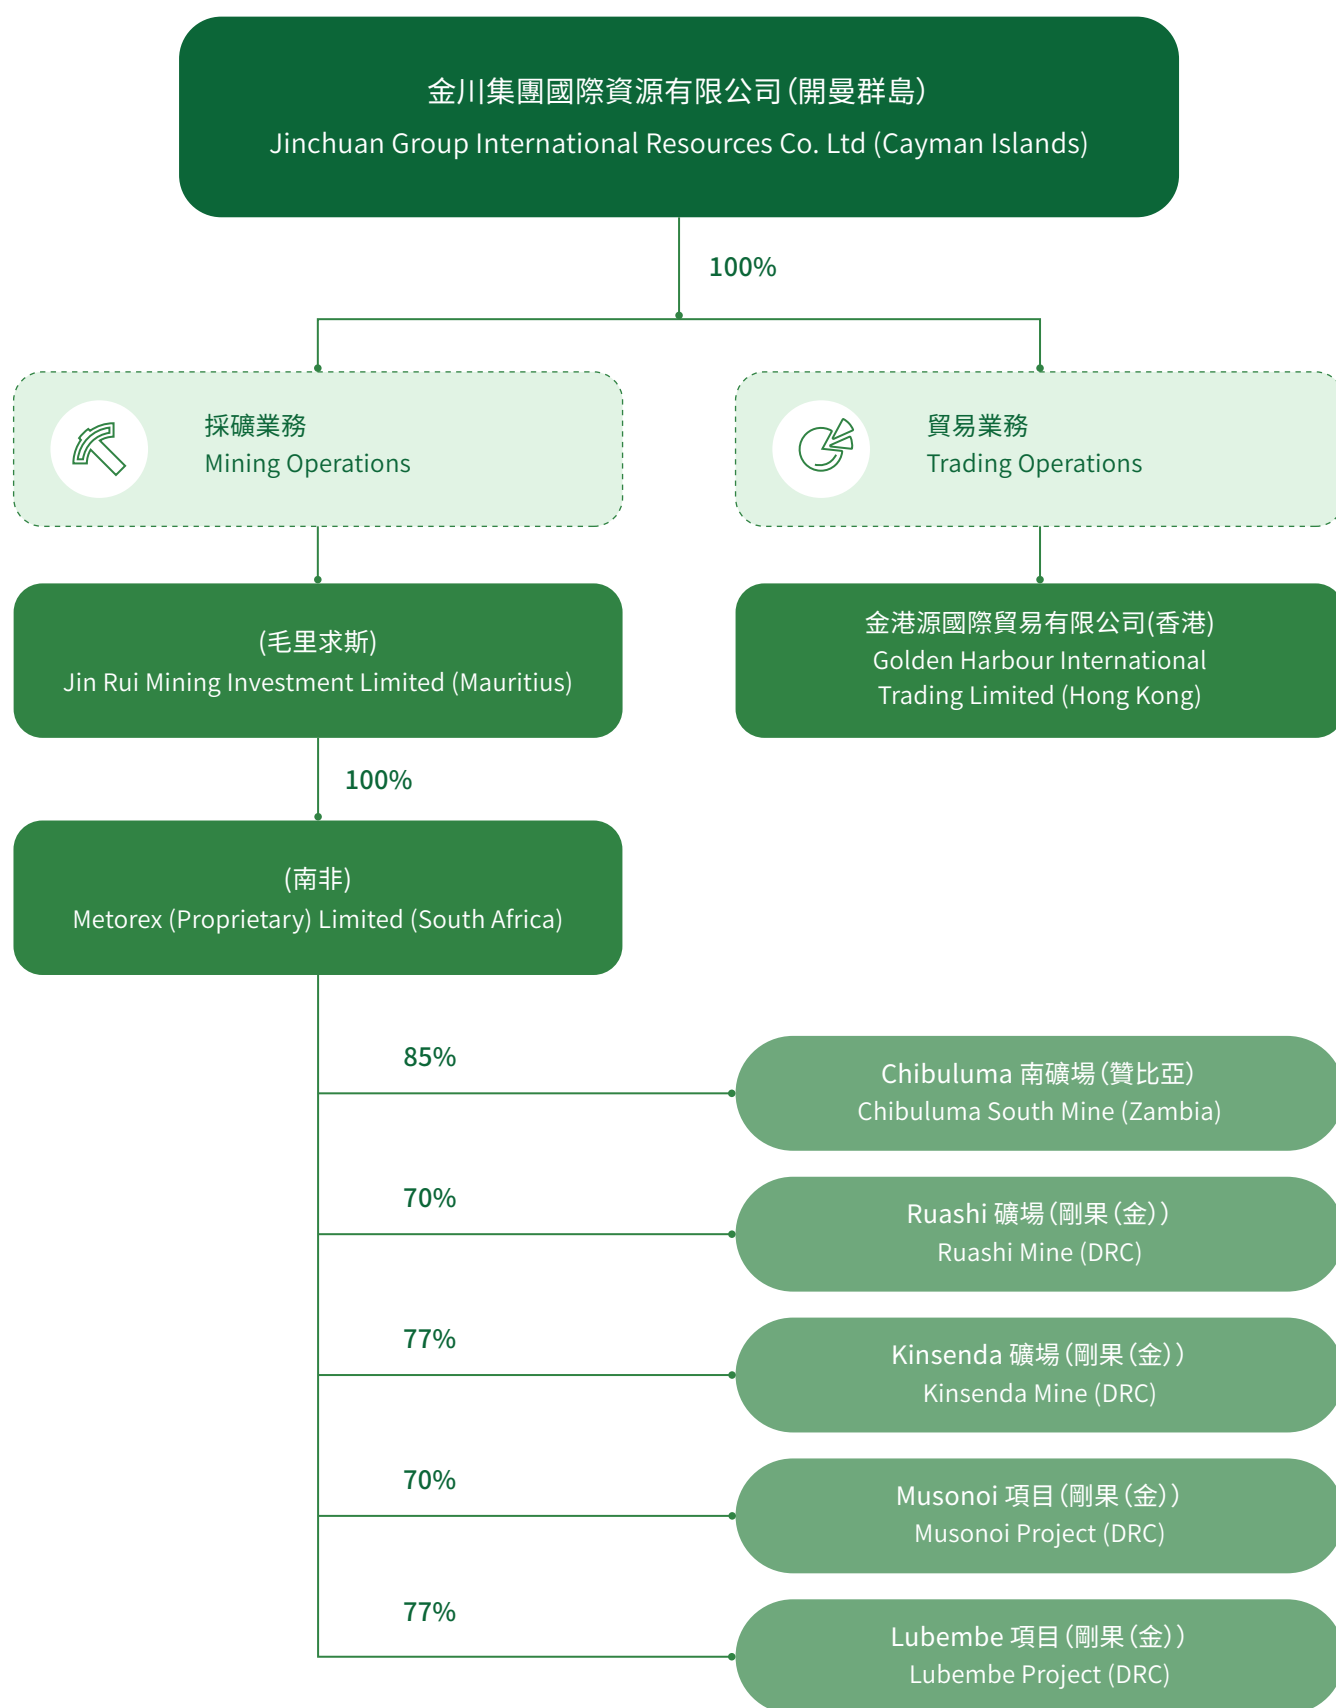 金川集團國際資源有限公司（開曼群島）
Jinchuan Group International Resources Co. Ltd (Cayman Islands)
100%
採礦業務
Mining Operations
貿易業務
Trading Operations
(毛里求斯)
Jin Rui Mining Investment Limited (Mauritius)
金港源國際貿易有限公司(香港)
Golden Harbour International
Trading Limited (Hong Kong)
100%
(南非)
Metorex (Proprietary) Limited (South Africa)
85%
Chibuluma 南礦場（贊比亞）
Chibuluma South Mine (Zambia)
70%
Ruashi 礦場（剛果（金））
Ruashi Mine (DRC)
77%
Kinsenda 礦場（剛果（金））
Kinsenda Mine (DRC)
70%
Musonoi 項目（剛果（金））
Musonoi Project (DRC)
77%
Lubembe 項目（剛果（金））
Lubembe Project (DRC)